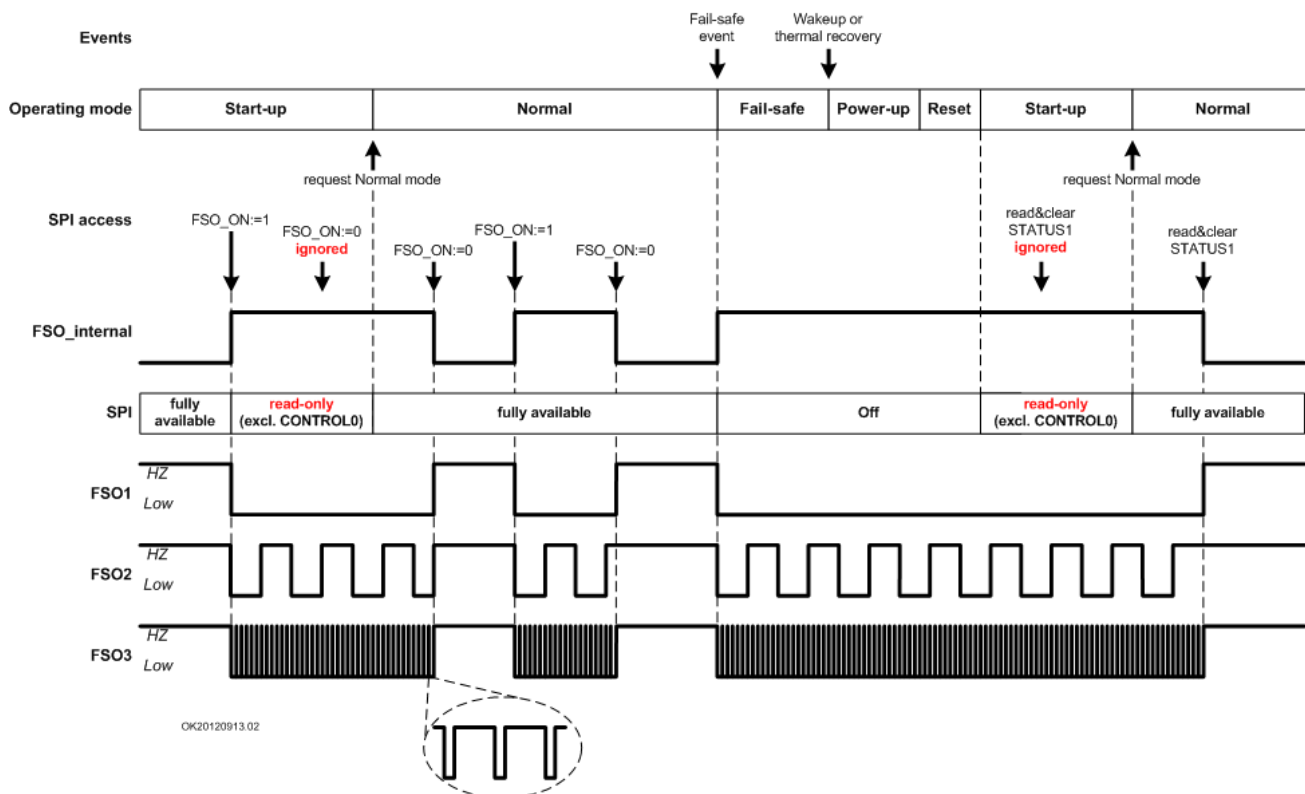 Events
Fail-safe
event
Wakeup or
thermal recovery
Operating mode
Start-up
Normal
Fail-safe
Power-up
Reset
Start-up
Normal
request Normal mode
request Normal mode
SPI access
FSO_ON:=1
FSO_ON:=0
ignored
FSO_ON:=0
FSO_ON:=1
FSO_ON:=0
read&clear
STATUS1
ignored
read&clear
STATUS1
FSO_internal
SPI
fully
available
read-only
(excl. CONTROL0)
fully available
Off
read-only
(excl. CONTROL0)
fully available
FSO1
HZ
Low
FSO2
HZ
Low
FSO3
HZ
Low
OK20120913.02